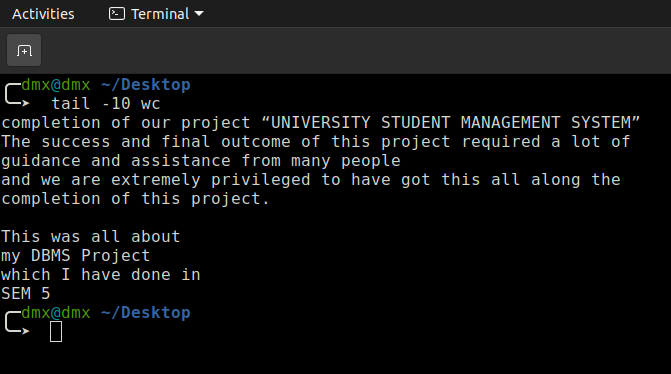 Activities Terminal
dmx@dmx ~/Desktop
tail -10 wc
completion of our project “UNIVERSITY STUDENT MANAGEMENT SYSTEM”
The success and final outcome of this project required a lot of
guidance and assistance from many people
and we are extremely privileged to have got this all along the
completion of this project.

This was all about
my DBMS Project
which I have done in
SEM 5
dmx@dmx ~/Desktop